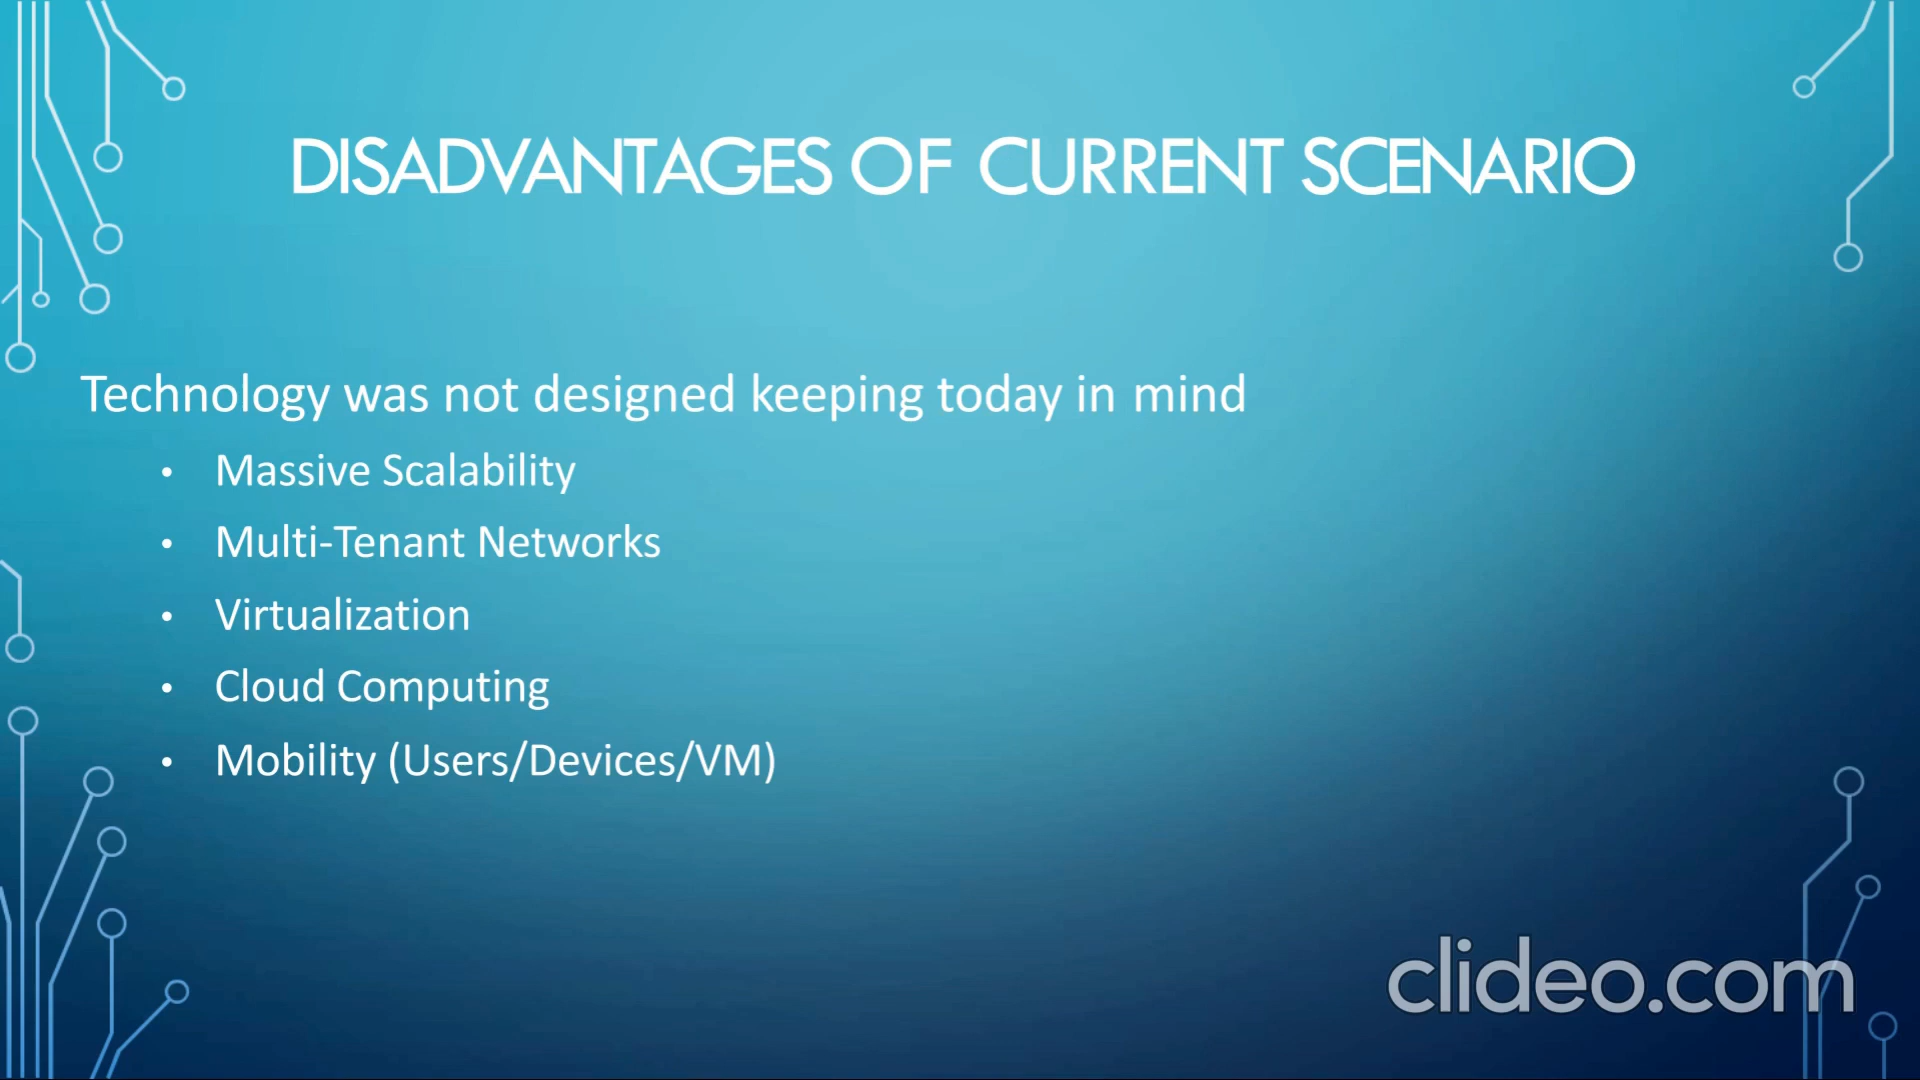 DISADVANTAGES OF CURRENT SCENARIO
Technology was not designed keeping today in mind
• Massive Scalability
• Multi-Tenant Networks
• Virtualization
• Cloud Computing
• Mobility (Users/Devices/VM)
clideo.com